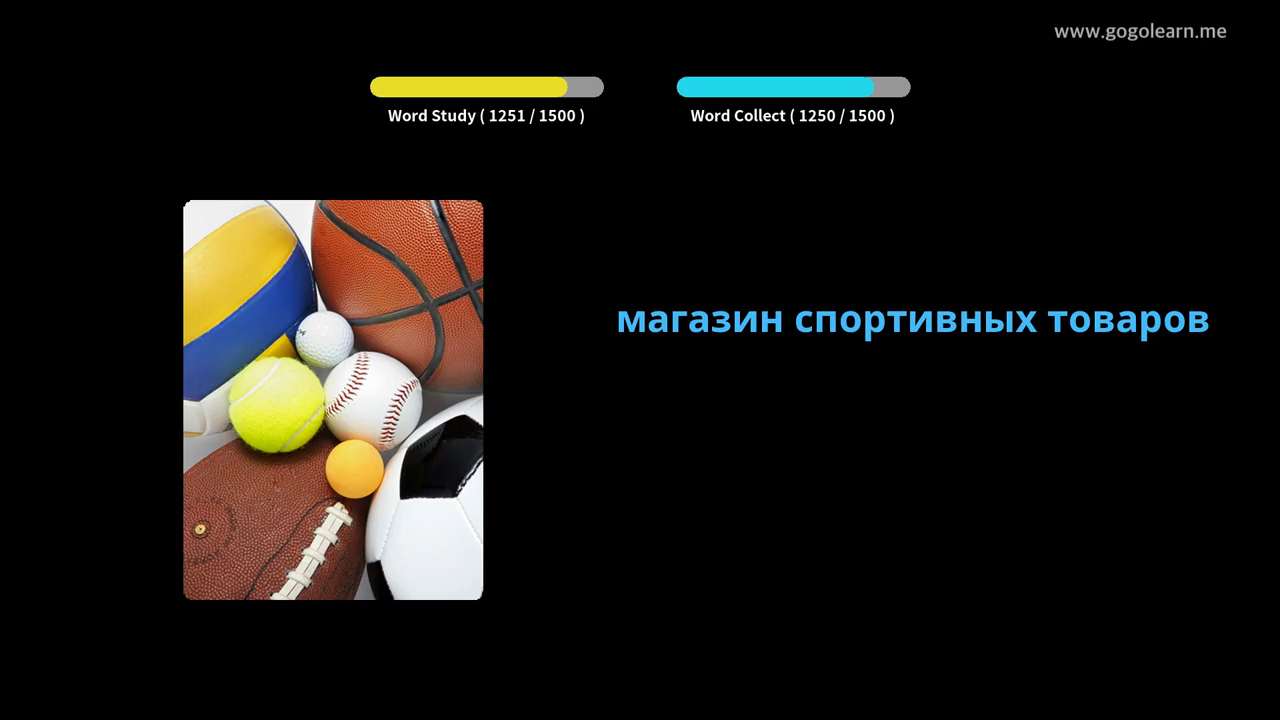 www.gogolearn.me
Word Study ( 1251 / 1500 )
Word Collect ( 1250 / 1500 )
магазин спортивных товаров